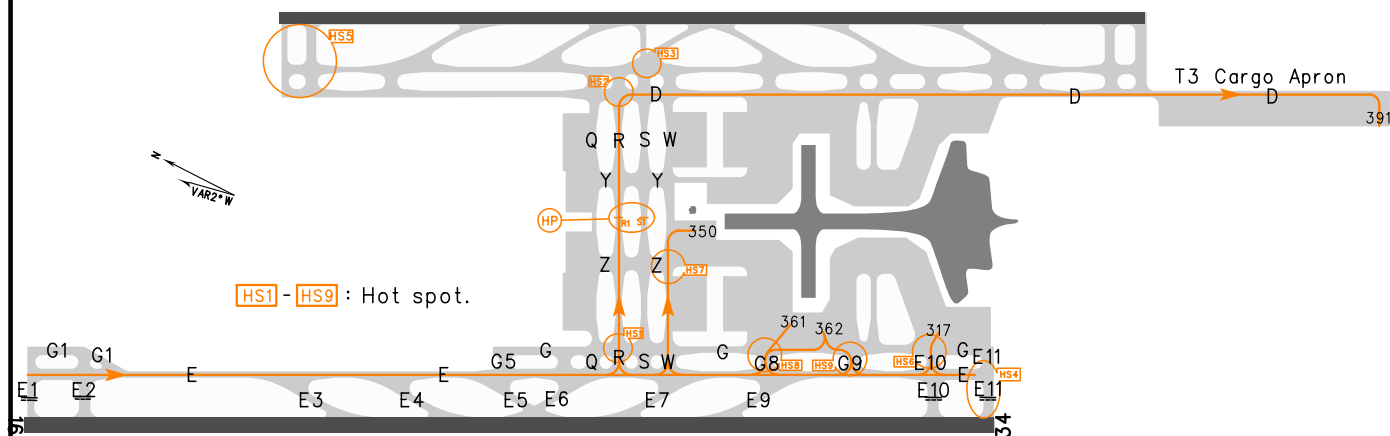 HS5
HS3
HS2
T3 Cargo Apron
D
D
D
391
Q R S W
N
VAR2°W
Y
Y
HP
R1 S1
350
Z
Z
HS7
HS1 - HS9 : Hot spot.
HS1
361
362
317
G1
G1
G5
G
G
G8
HS8
HS9
G9
HS6
E10
G
E11
Q R S W
E
E
E
HS4
E1
E2
E3
E4
E5
E6
E7
E9
E10
E11
16
34